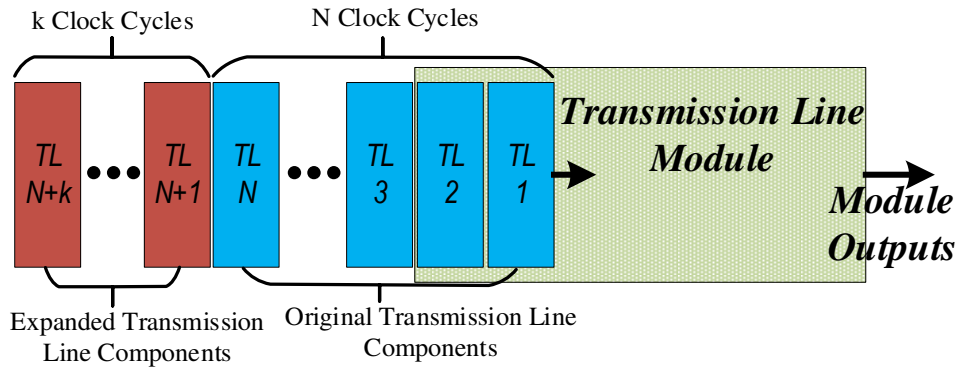 k Clock Cycles
N Clock Cycles
TL
N+k
TL
N+1
TL
N
TL
3
TL
2
TL
1
Transmission Line
Module
Module
Outputs
Expanded Transmission
Line Components
Original Transmission Line
Components